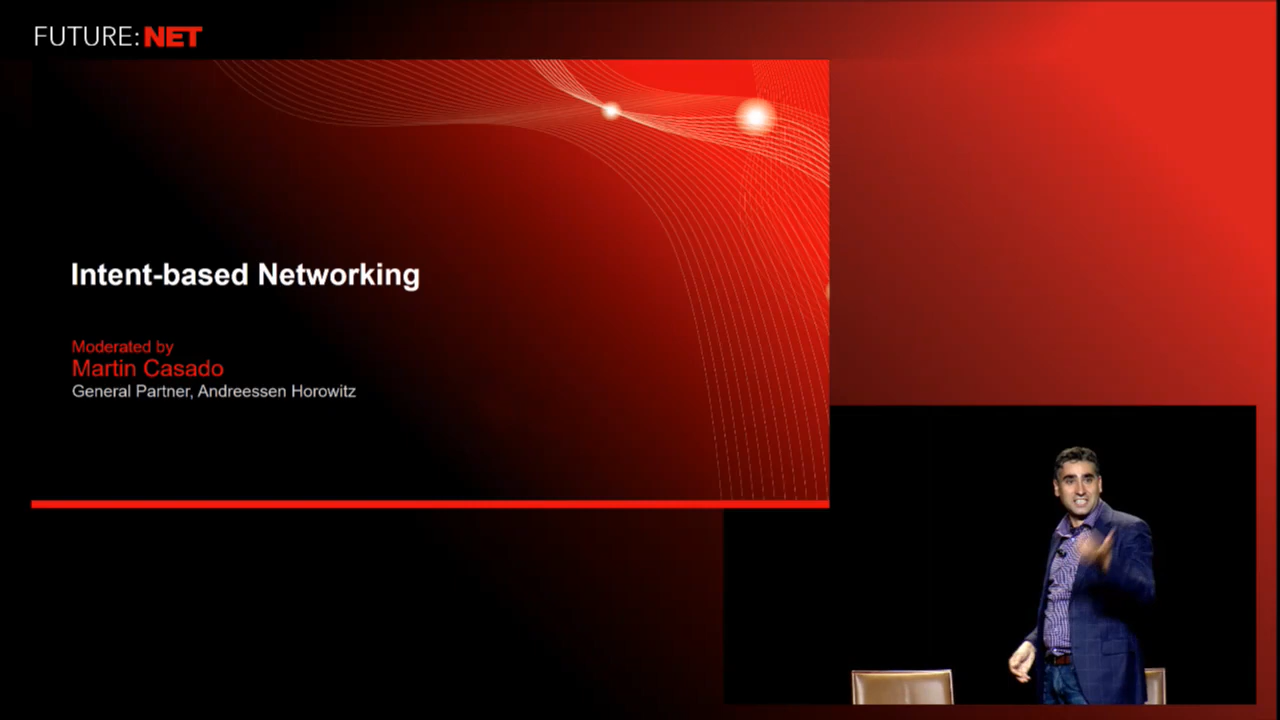 FUTURE:NET
Intent-based Networking
Moderated by
Martin Casado
General Partner, Andreessen Horowitz